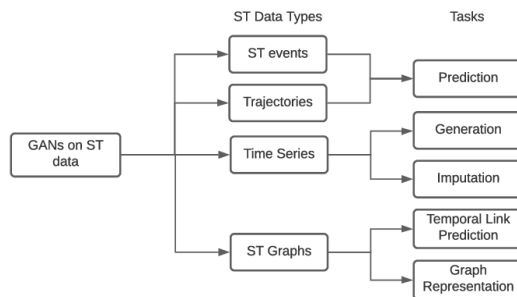 ST Data Types
Tasks
ST events
Trajectories
Prediction
GANs on ST
data
Time Series
Generation
Imputation
ST Graphs
Temporal Link
Prediction
Graph
Representation